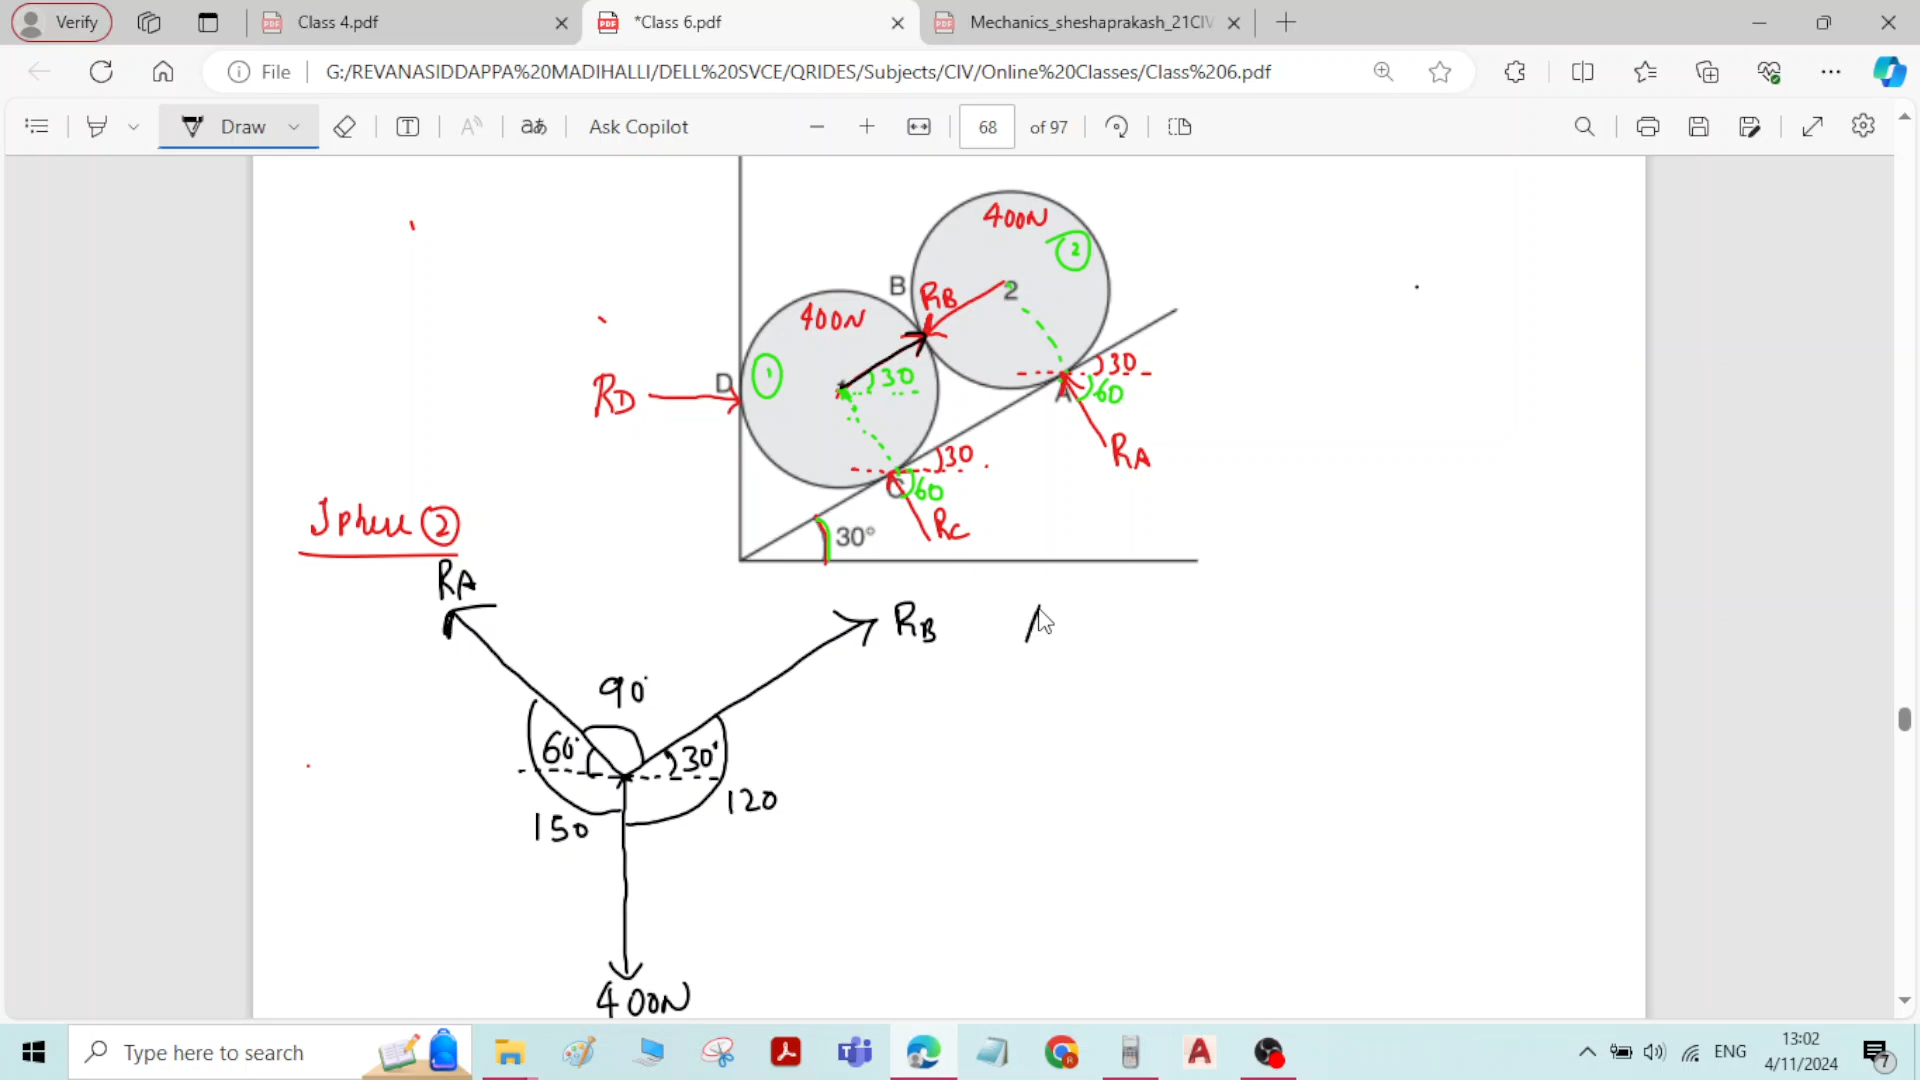 Verify
Class 4.pdf
*Class 6.pdf
Mechanics_sheshaprakash_21CIV
File
G:/REVANASIDDAPPA%20MADIHALLI/DELL%20SVCE/QRIDES/Subjects/CIV/Online%20Classes/Class%206.pdf
Draw
Ask Copilot
68 of 97
400N
2
B
RB
2
400N
1
30
D
RD
30
A
60
RA
30
C
60
RC
30°
Sphere 2
RA
RB
90°
60°
30°
150
120
400N
Type here to search
ENG
13:02
4/11/2024
7